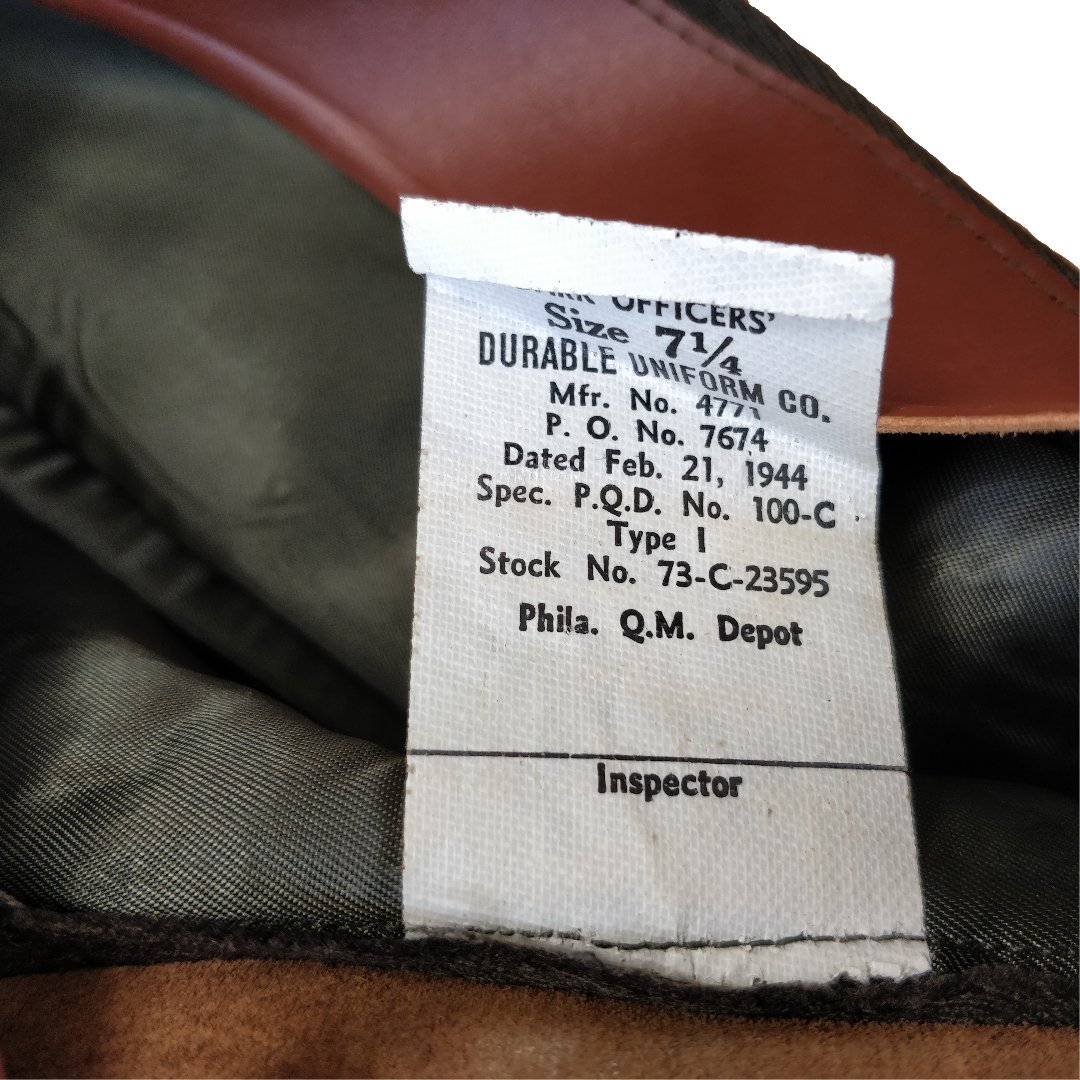 OFFICERS'
Size 7¼
DURABLE UNIFORM CO.
Mfr. No. 4771
P. O. No. 7674
Dated Feb. 21, 1944
Spec. P.Q.D. No. 100-C
Type I
Stock No. 73-C-23595
Phila. Q.M. Depot
Inspector